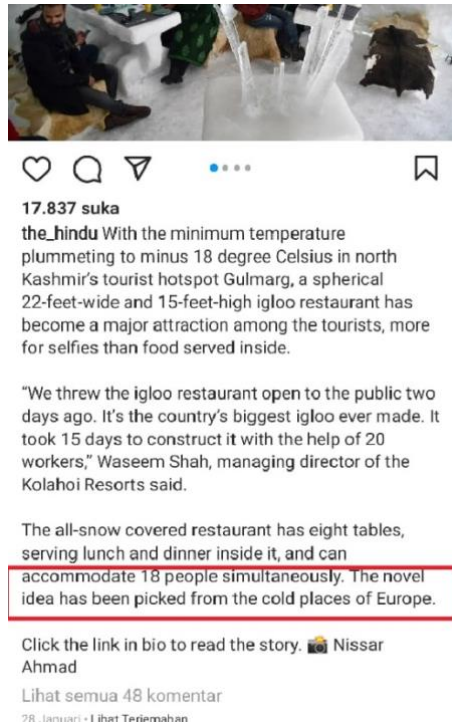 17.837 suka
the_hindu With the minimum temperature
plummeting to minus 18 degree Celsius in north
Kashmir's tourist hotspot Gulmarg, a spherical
22-feet-wide and 15-feet-high igloo restaurant has
become a major attraction among the tourists, more
for selfies than food served inside.
"We threw the igloo restaurant open to the public two
days ago. It's the country's biggest igloo ever made. It
took 15 days to construct it with the help of 20
workers," Waseem Shah, managing director of the
Kolahoi Resorts said.
The all-snow covered restaurant has eight tables,
serving lunch and dinner inside it, and can
accommodate 18 people simultaneously. The novel
idea has been picked from the cold places of Europe.
Click the link in bio to read the story. 📸 Nissar
Ahmad
Lihat semua 48 komentar
28 Januari • Lihat Terjemahan